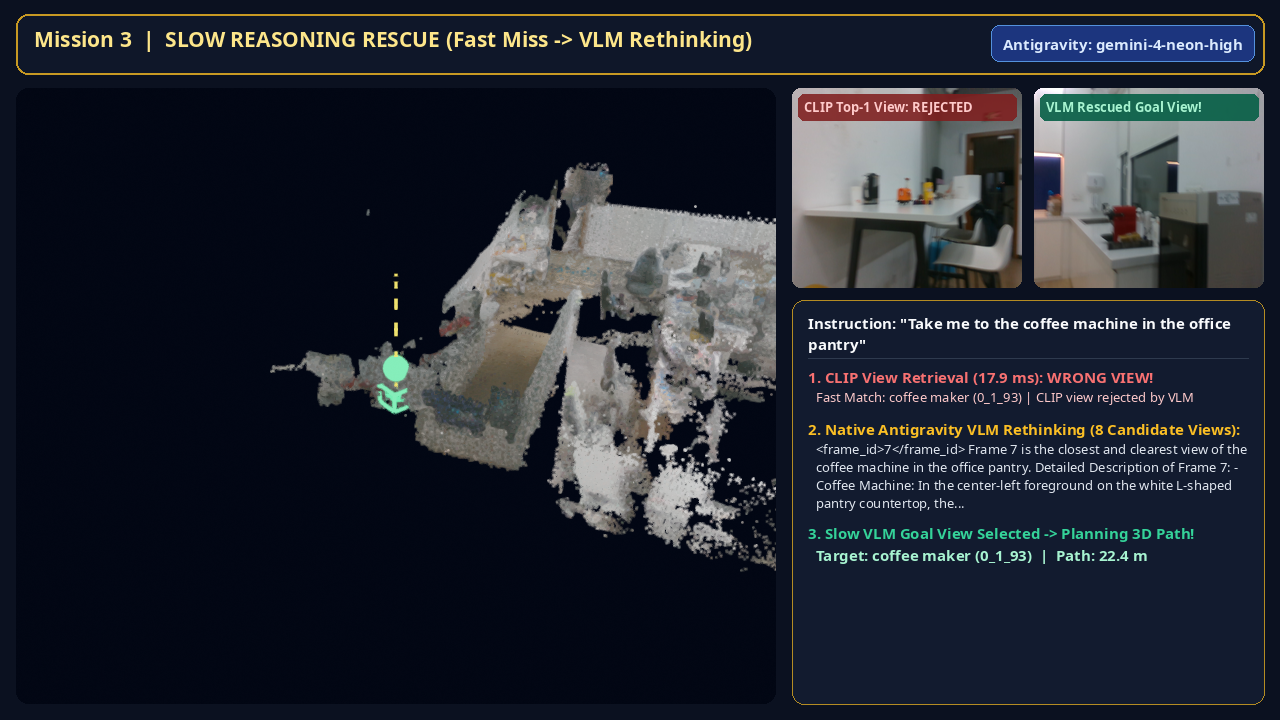 Mission 3 | SLOW REASONING RESCUE (Fast Miss -> VLM Rethinking)
Antigravity: gemini-4-neon-high
CLIP Top-1 View: REJECTED
VLM Rescued Goal View!
Instruction: "Take me to the coffee machine in the office
pantry"
1. CLIP View Retrieval (17.9 ms): WRONG VIEW!
Fast Match: coffee maker (0_1_93) | CLIP view rejected by VLM
2. Native Antigravity VLM Rethinking (8 Candidate Views):
<frame_id>7</frame_id> Frame 7 is the closest and clearest view of the
coffee machine in the office pantry. Detailed Description of Frame 7: -
Coffee Machine: In the center-left foreground on the white L-shaped
pantry countertop, the...
3. Slow VLM Goal View Selected -> Planning 3D Path!
Target: coffee maker (0_1_93) | Path: 22.4 m